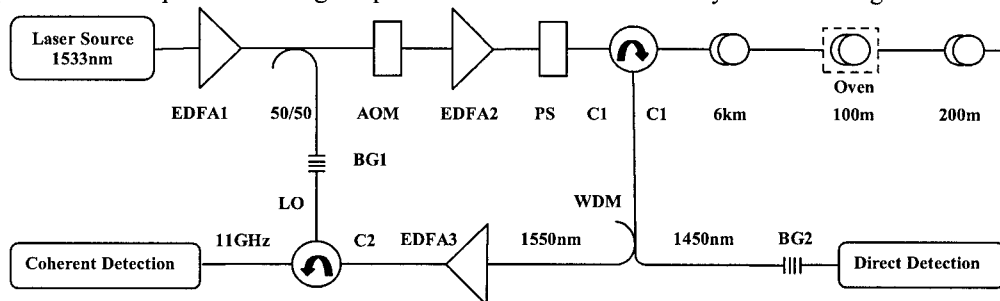 Laser Source
1533nm
EDFA1
50/50
AOM
EDFA2
PS
C1
C1
6km
Oven
100m
200m
BG1
LO
WDM
11GHz
C2
EDFA3
1550nm
1450nm
BG2
Coherent Detection
Direct Detection